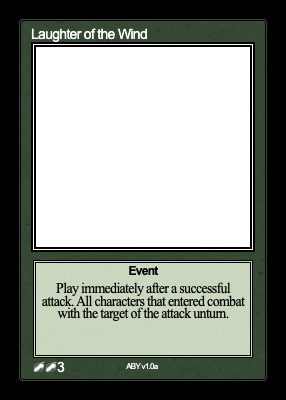 Laughter of the Wind
Event
Play immediately after a successful
attack. All characters that entered combat
with the target of the attack unturn.
3
ABY v1.0a